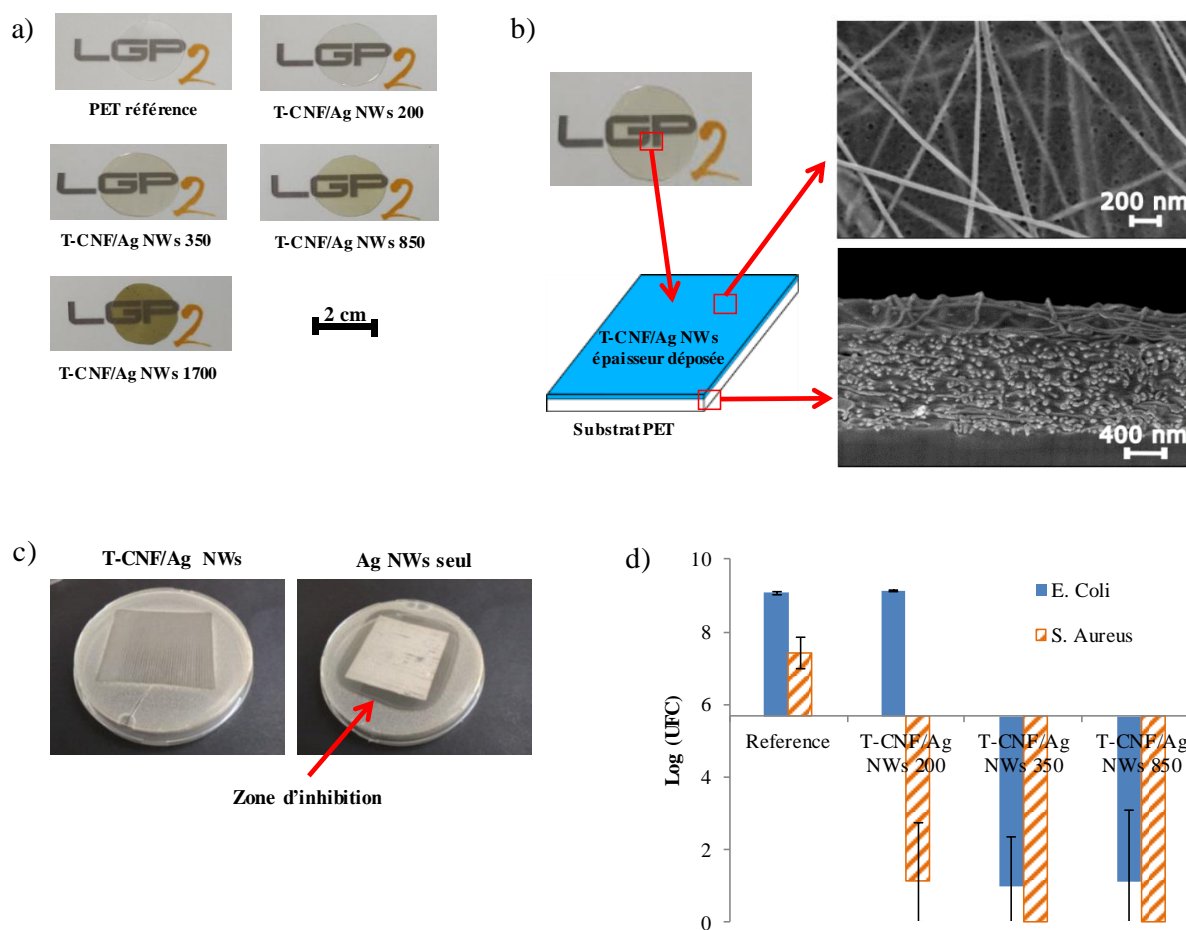 a)
LGP2
PET référence
LGP2
T-CNF/Ag NWs 200
LGP2
T-CNF/Ag NWs 350
LGP2
T-CNF/Ag NWs 850
LGP2
T-CNF/Ag NWs 1700
2 cm
b)
LGP2
T-CNF/Ag NWs
épaisseur déposée
Substrat PET
200 nm
400 nm
c)
T-CNF/Ag NWs
Ag NWs seul
Zone d'inhibition
d)
Log (UFC)
10
8
6
4
2
0
E. Coli
S. Aureus
Reference
T-CNF/Ag
NWs 200
T-CNF/Ag
NWs 350
T-CNF/Ag
NWs 850